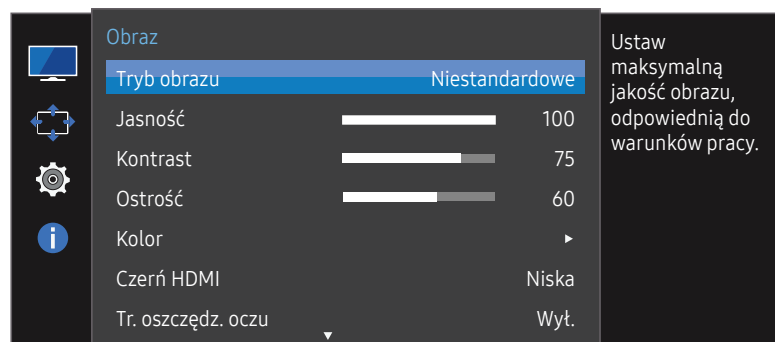 Obraz
Tryb obrazu Niestandardowe
Jasność 100
Kontrast 75
Ostrość 60
Kolor
Czerń HDMI Niska
Tr. oszczędz. oczu Wył.
Ustaw
maksymalną
jakość obrazu,
odpowiednią do
warunków pracy.